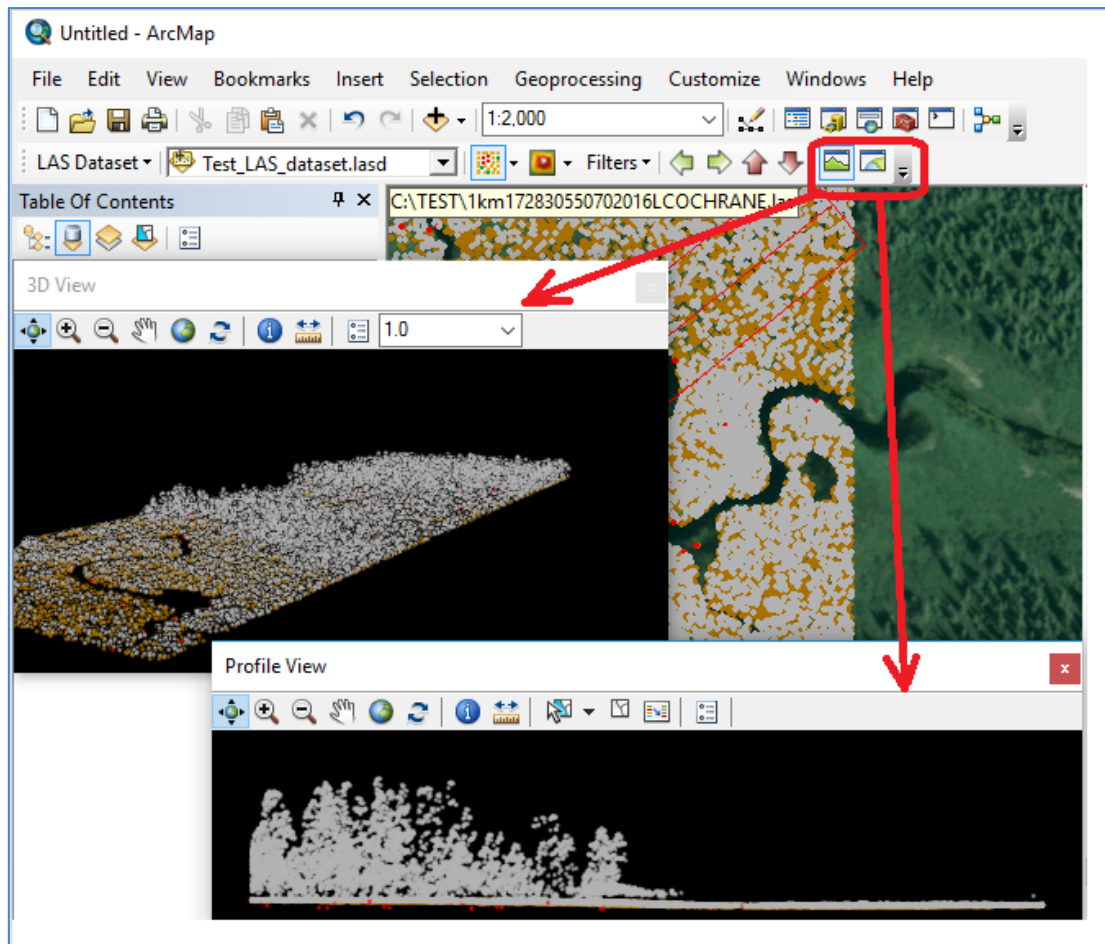 Untitled - ArcMap
File Edit View Bookmarks Insert Selection Geoprocessing Customize Windows Help
1:2,000
LAS Dataset Test_LAS_dataset.lasd Filters
Table Of Contents
C:\TEST\1km172830550702016LCOCHRANE.las
3D View
1.0
Profile View